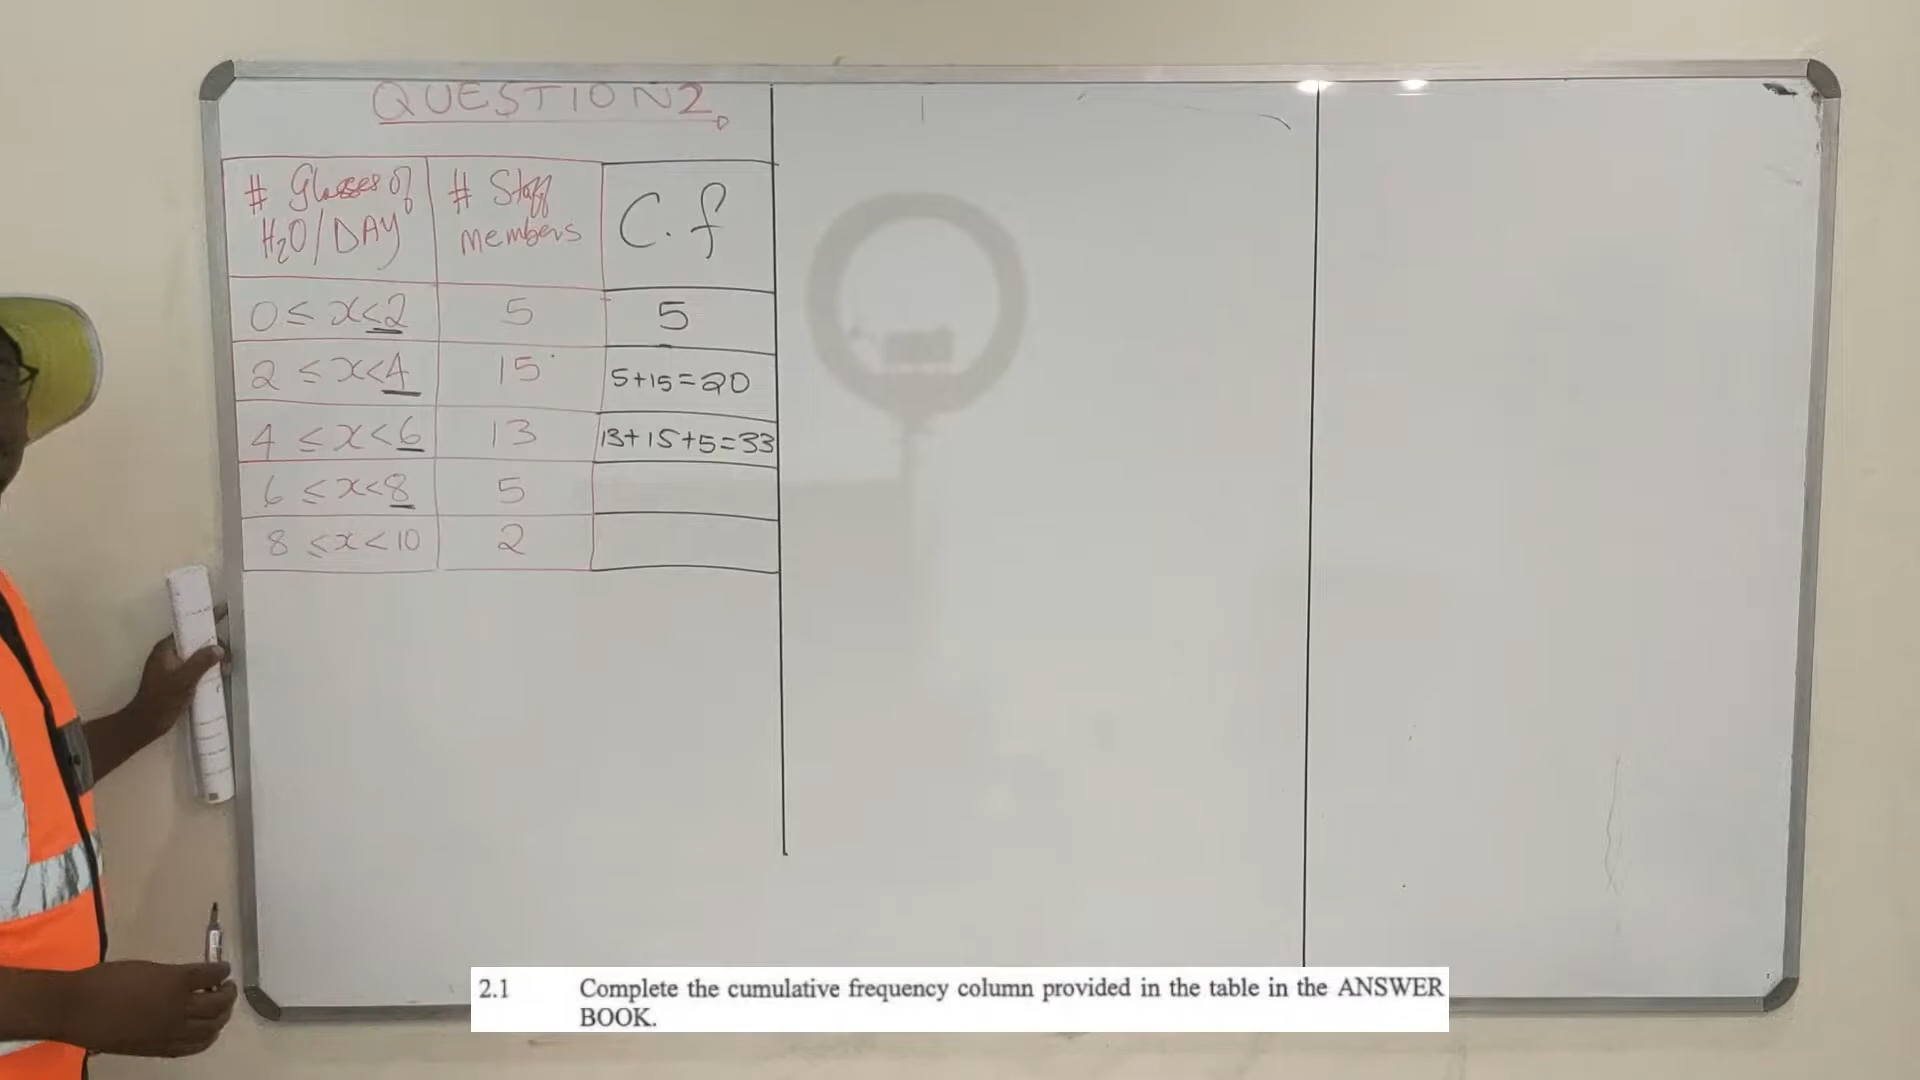 QUESTION 2
# Glasses of
H₂O/DAY
# Staff
members
C.f
0 ≤ x < 2
5
5
2 ≤ x < 4
15
5+15=20
4 ≤ x < 6
13
13+15+5=33
6 ≤ x < 8
5
8 ≤ x < 10
2
2.1 Complete the cumulative frequency column provided in the table in the ANSWER
BOOK.